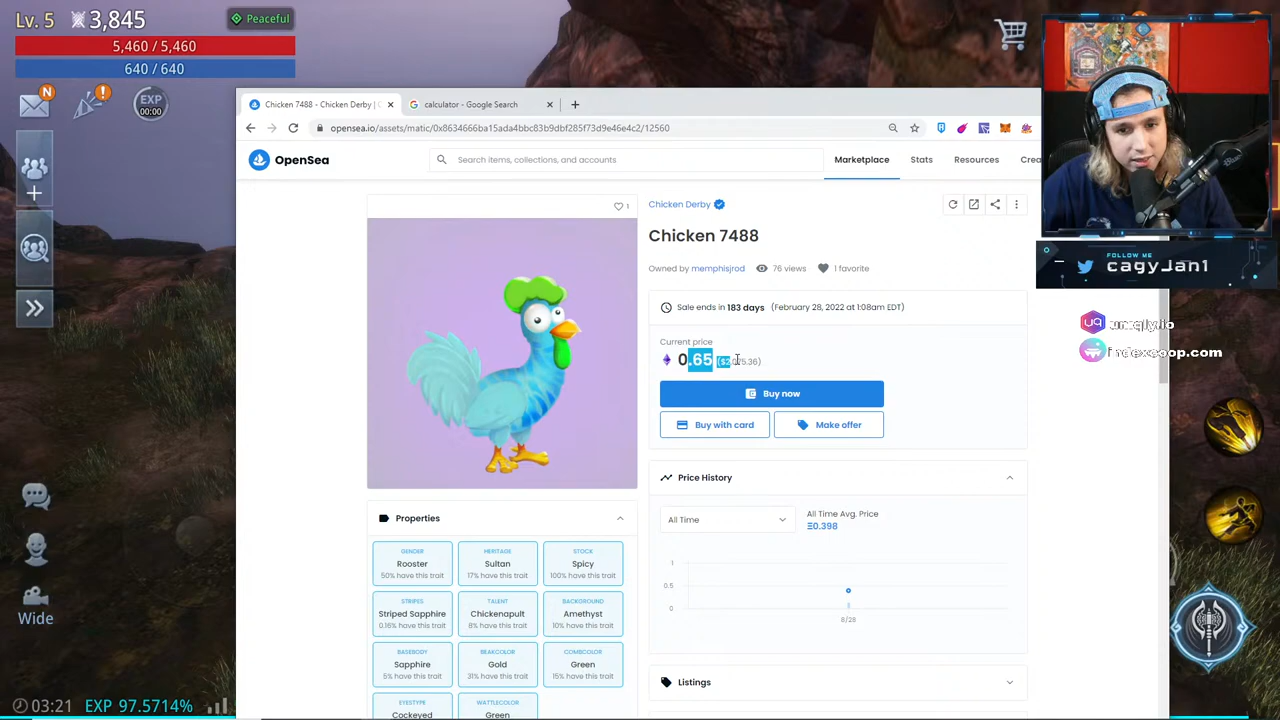 Lv. 5
3,845
Peaceful
5,460 / 5,460
640 / 640
N
!
EXP
00:00
Wide
03:21 EXP 97.5714%
Chicken 7488 - Chicken Derby |
calculator - Google Search
opensea.io/assets/matic/0x8634666ba15ada4bbc83b9dbf285f73d9e46e4c2/12560
OpenSea
Search items, collections, and accounts
Marketplace
Stats
Resources
Crea
1
Chicken Derby
Chicken 7488
Owned by memphisjrod
76 views
1 favorite
Sale ends in 183 days (February 28, 2022 at 1:08am EDT)
Current price
0.65
Buy now
Buy with card
Make offer
Price History
All Time
All Time Avg. Price
Ξ0.398
1
0.5
0
8/28
Listings
Properties
GENDER
Rooster
50% have this trait
HERITAGE
Sultan
17% have this trait
STOCK
Spicy
100% have this trait
STRIPES
Striped Sapphire
0.16% have this trait
TALENT
Chickenapult
8% have this trait
BACKGROUND
Amethyst
10% have this trait
BASEBODY
Sapphire
5% have this trait
BEAKCOLOR
Gold
31% have this trait
COMBCOLOR
Green
15% have this trait
EYESTYPE
Cockeyed
WATTLECOLOR
Green
FOLLOW ME
cagyJan1
uniqly.io
indexcoop.com